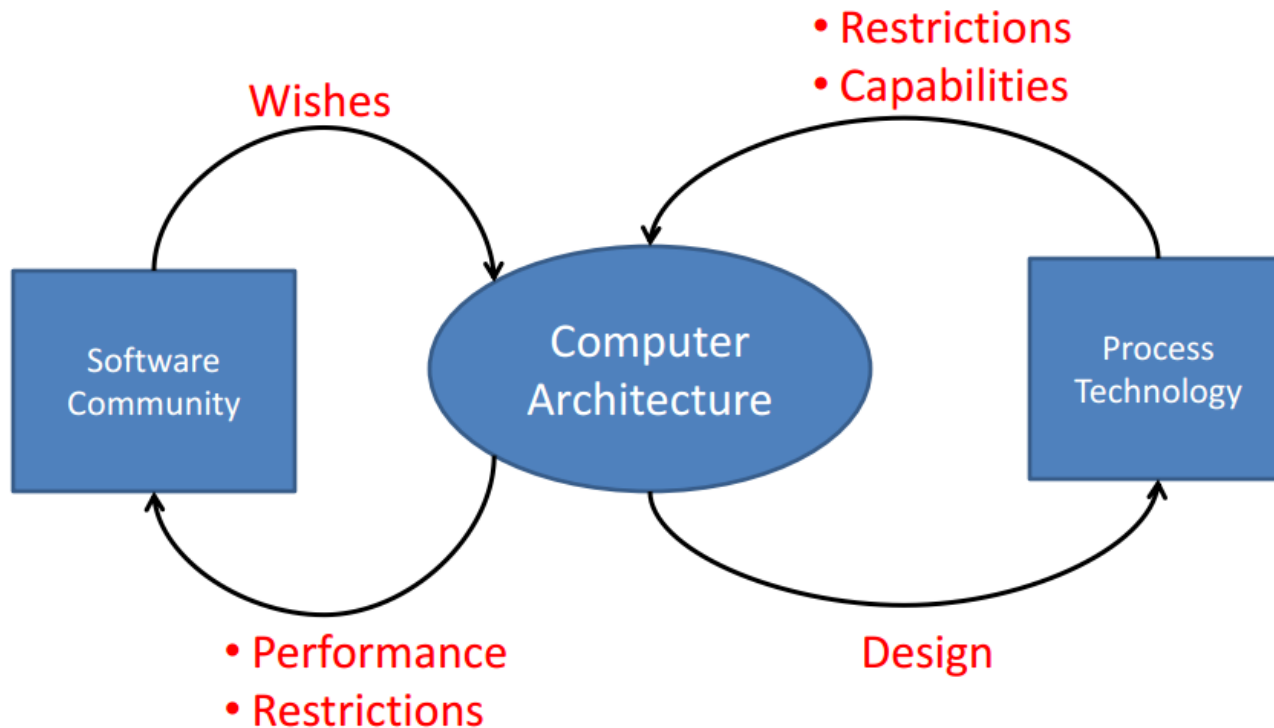 • Restrictions
• Capabilities
Wishes
Software
Community
Computer
Architecture
Process
Technology
• Performance
• Restrictions
Design